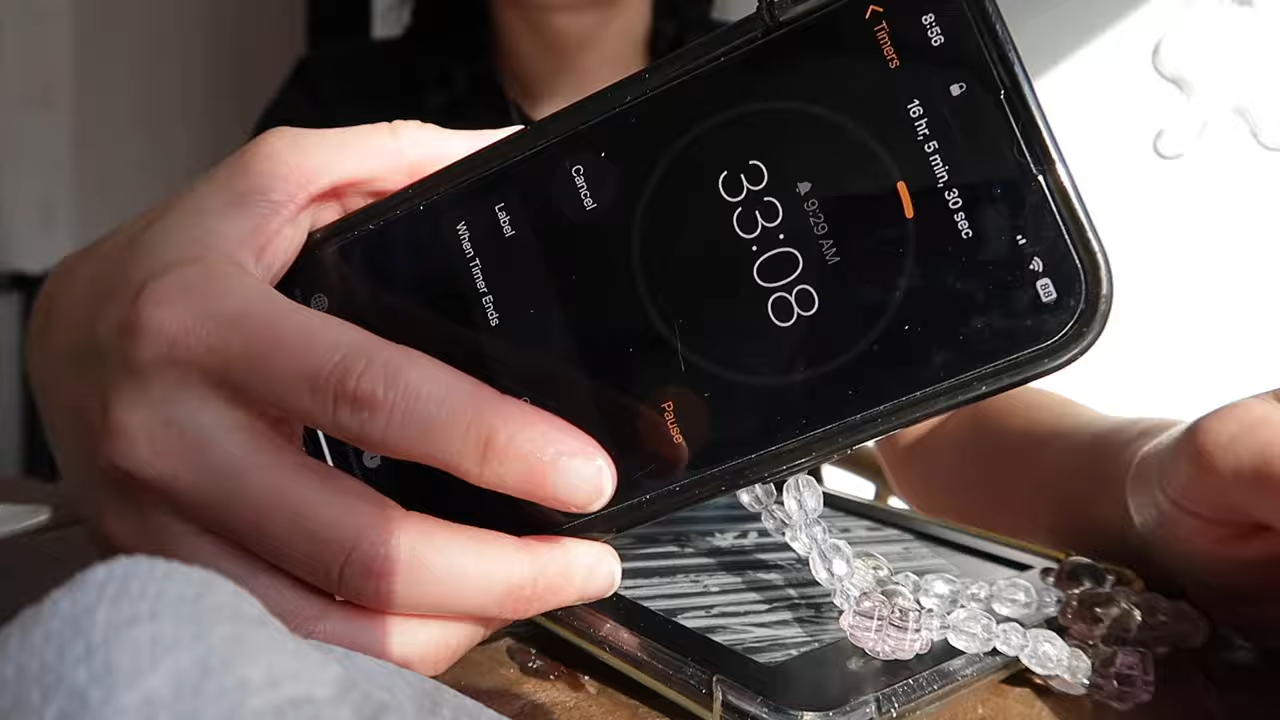 8:56
88
Timers
16 hr, 5 min, 30 sec
9:29 AM
33:08
Cancel
Pause
Label
When Timer Ends